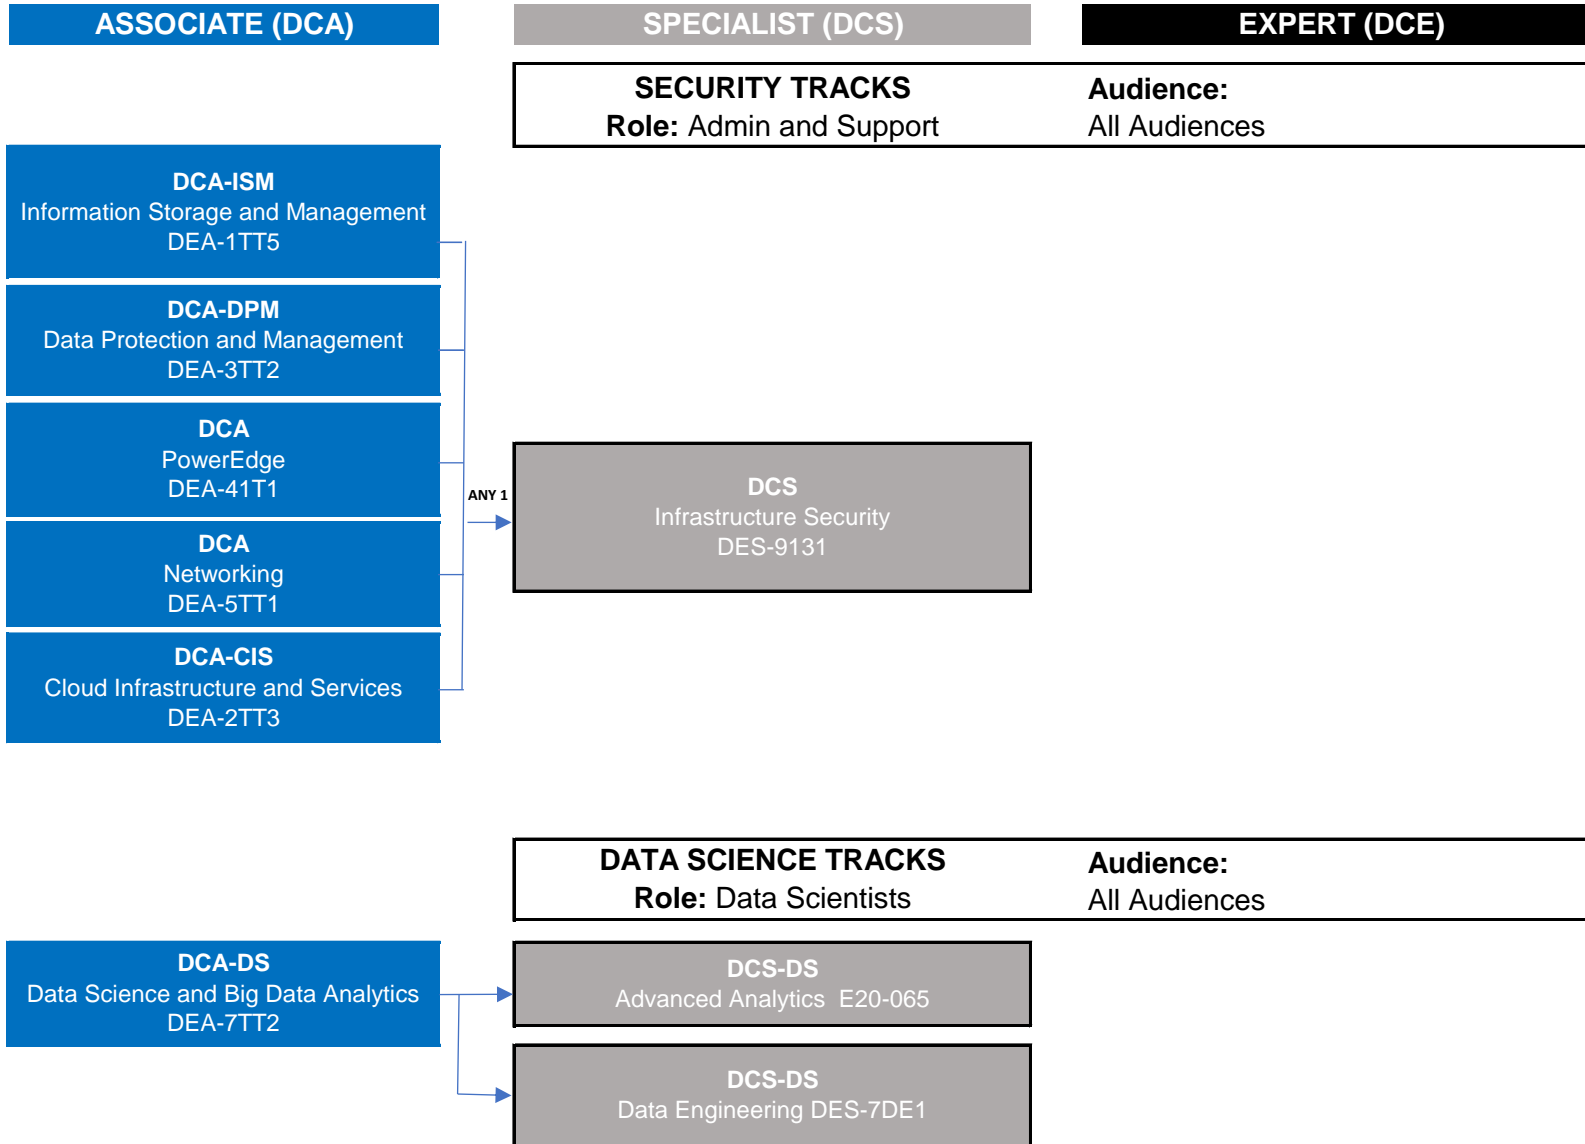 ASSOCIATE (DCA)
SPECIALIST (DCS)
EXPERT (DCE)
SECURITY TRACKS
Role: Admin and Support
Audience:
All Audiences
DCA-ISM
Information Storage and Management
DEA-1TT5
DCA-DPM
Data Protection and Management
DEA-3TT2
DCA
PowerEdge
DEA-41T1
DCA
Networking
DEA-5TT1
DCA-CIS
Cloud Infrastructure and Services
DEA-2TT3
ANY 1
DCS
Infrastructure Security
DES-9131
DATA SCIENCE TRACKS
Role: Data Scientists
Audience:
All Audiences
DCA-DS
Data Science and Big Data Analytics
DEA-7TT2
DCS-DS
Advanced Analytics E20-065
DCS-DS
Data Engineering DES-7DE1